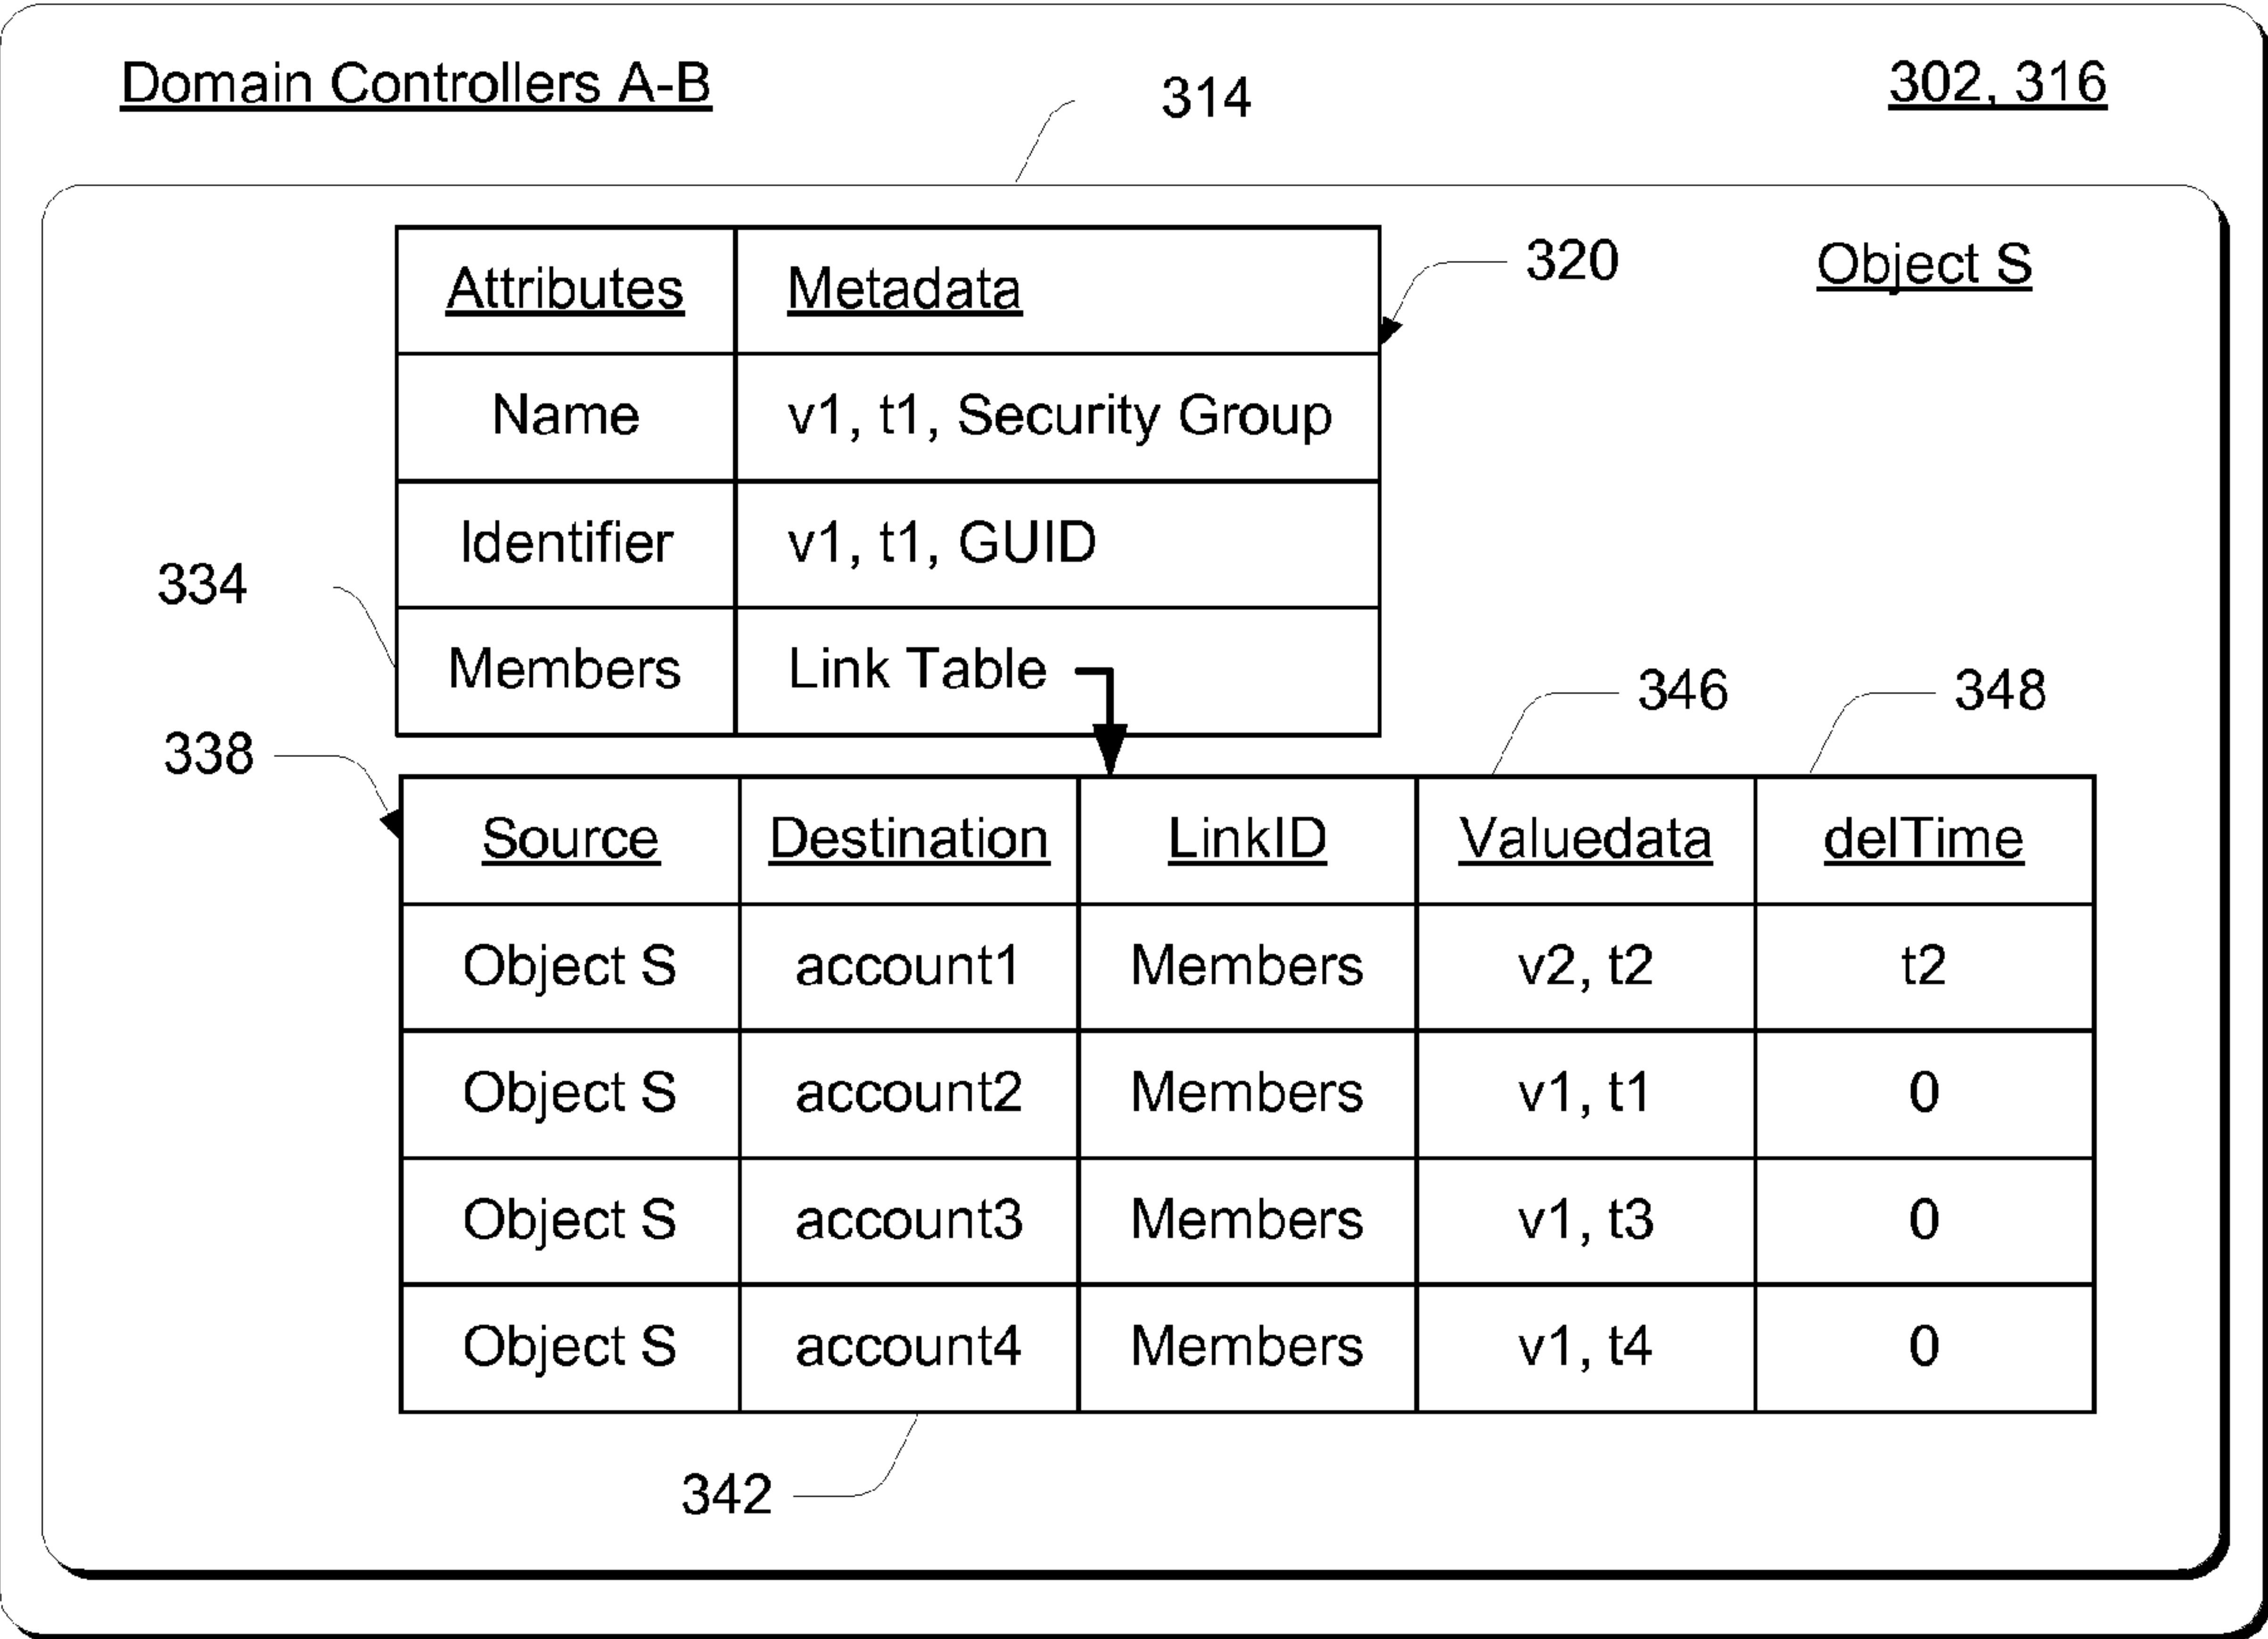 Domain Controllers A-B 314 302, 316
Attributes Metadata 320 Object S
Name v1, t1, Security Group
Identifier v1, t1, GUID
334
Members Link Table 346 348
338
Source Destination LinkID Valuedata delTime
Object S account1 Members v2, t2 t2
Object S account2 Members v1, t1 0
Object S account3 Members v1, t3 0
Object S account4 Members v1, t4 0
342